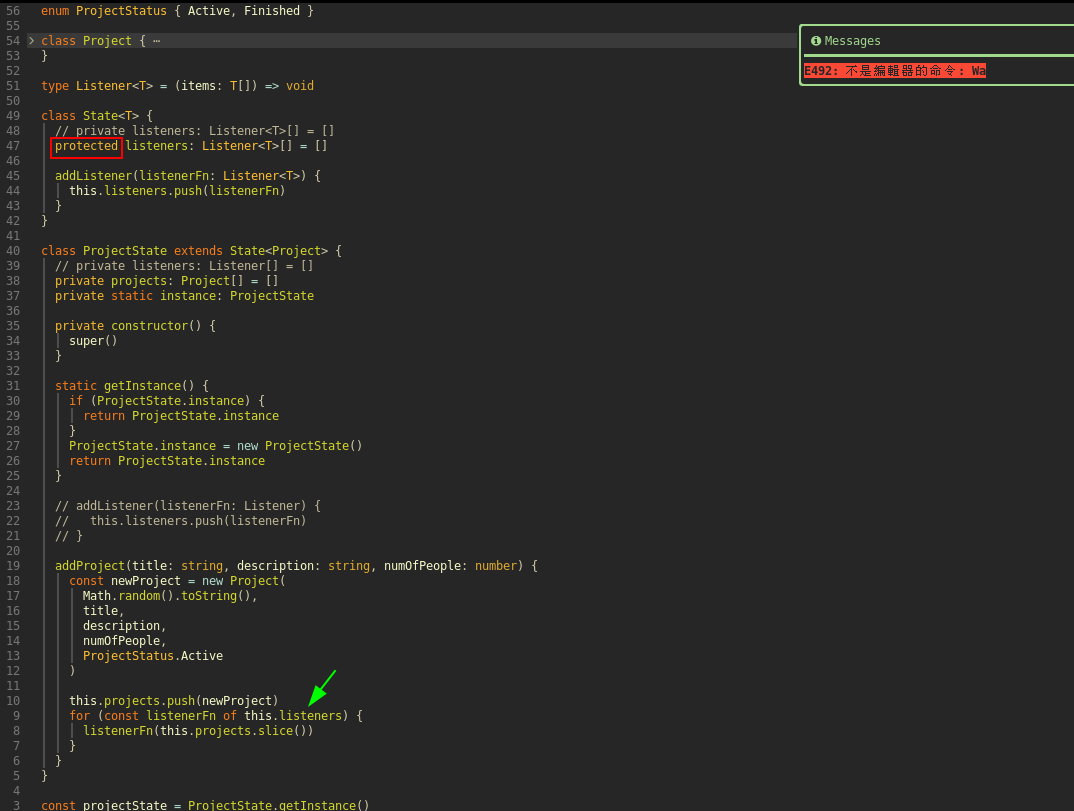 56 enum ProjectStatus { Active, Finished }
55
54 > class Project { ⋯
53 }
52
51 type Listener<T> = (items: T[]) => void
50
49 class State<T> {
48 // private listeners: Listener<T>[] = []
47 protected listeners: Listener<T>[] = []
46
45 addListener(listenerFn: Listener<T>) {
44 this.listeners.push(listenerFn)
43 }
42 }
41
40 class ProjectState extends State<Project> {
39 // private listeners: Listener[] = []
38 private projects: Project[] = []
37 private static instance: ProjectState
36
35 private constructor() {
34 super()
33 }
32
31 static getInstance() {
30 if (ProjectState.instance) {
29 return ProjectState.instance
28 }
27 ProjectState.instance = new ProjectState()
26 return ProjectState.instance
25 }
24
23 // addListener(listenerFn: Listener) {
22 //   this.listeners.push(listenerFn)
21 // }
20
19 addProject(title: string, description: string, numOfPeople: number) {
18 const newProject = new Project(
17 Math.random().toString(),
16 title,
15 description,
14 numOfPeople,
13 ProjectStatus.Active
12 )
11
10 this.projects.push(newProject)
9 for (const listenerFn of this.listeners) {
8 listenerFn(this.projects.slice())
7 }
6 }
5 }
4
3 const projectState = ProjectState.getInstance()
Messages
E492: 不是編輯器的命令: Wa